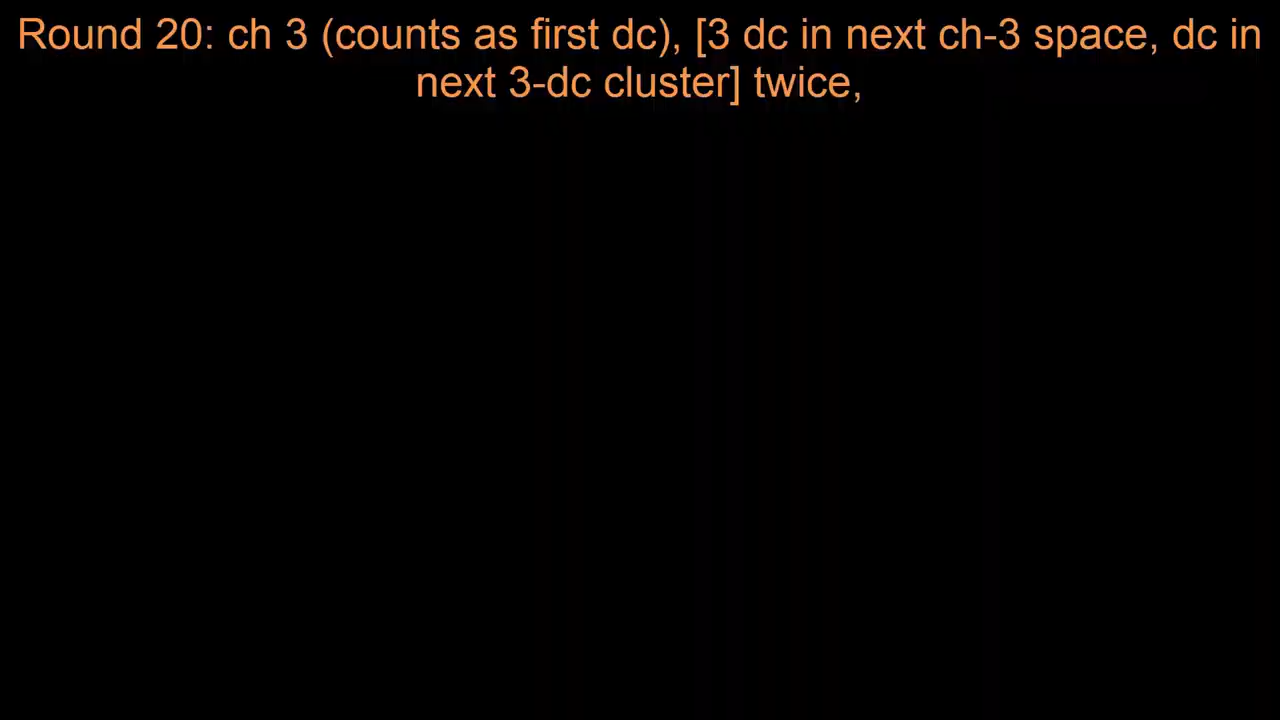 Round 20: ch 3 (counts as first dc), [3 dc in next ch-3 space, dc in
next 3-dc cluster] twice,